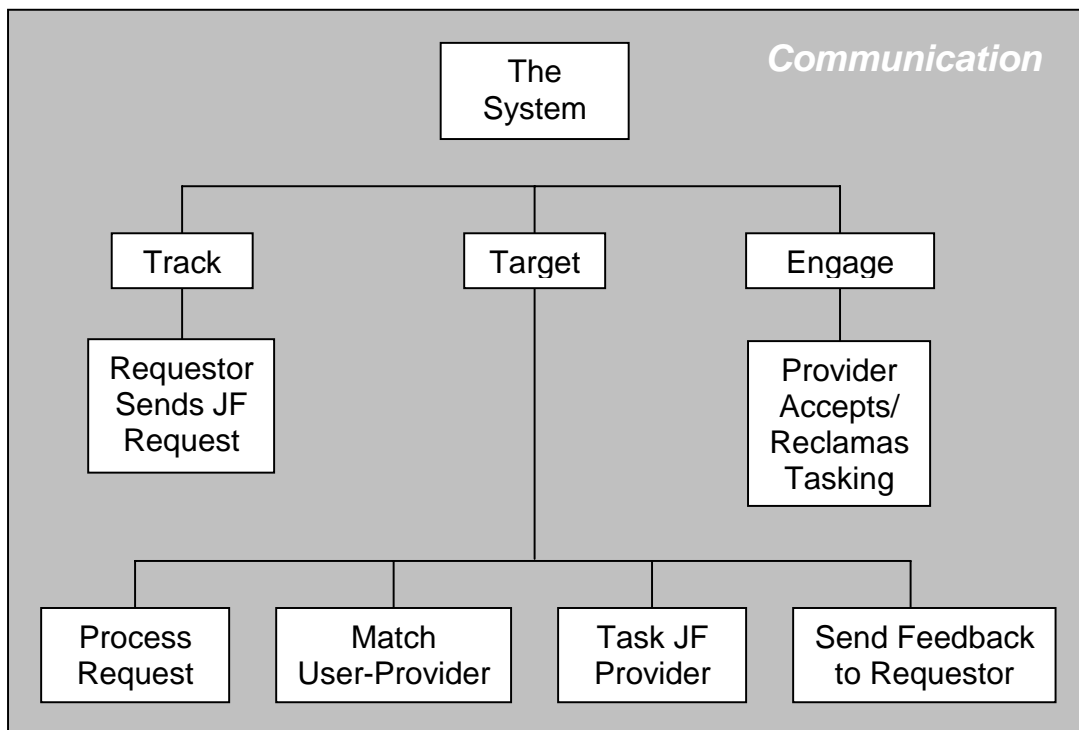 Communication
The
System
Track
Target
Engage
Requestor
Sends JF
Request
Provider
Accepts/
Reclamas
Tasking
Process
Request
Match
User-Provider
Task JF
Provider
Send Feedback
to Requestor